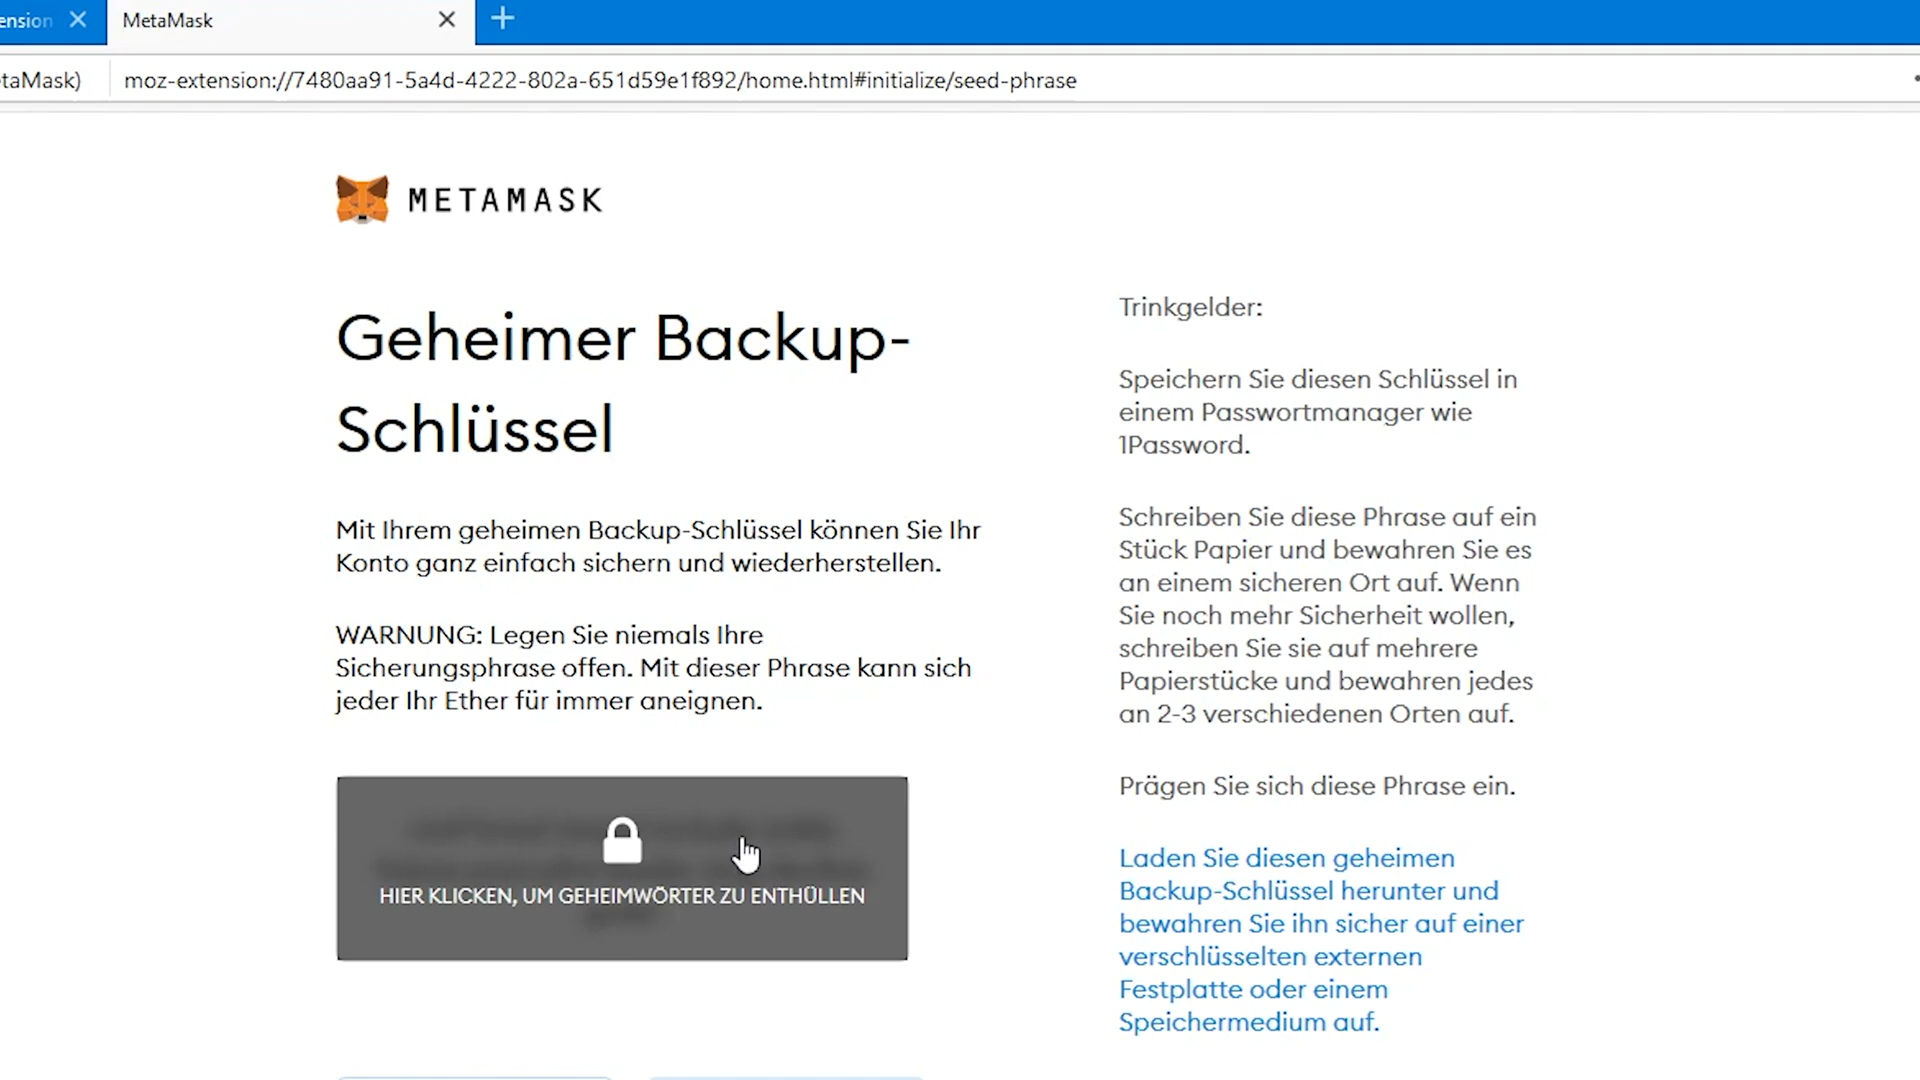 ension
MetaMask
etaMask)
moz-extension://7480aa91-5a4d-4222-802a-651d59e1f892/home.html#initialize/seed-phrase
METAMASK
Geheimer Backup-
Schlüssel
Mit Ihrem geheimen Backup-Schlüssel können Sie Ihr
Konto ganz einfach sichern und wiederherstellen.
WARNUNG: Legen Sie niemals Ihre
Sicherungsphrase offen. Mit dieser Phrase kann sich
jeder Ihr Ether für immer aneignen.
HIER KLICKEN, UM GEHEIMWÖRTER ZU ENTHÜLLEN
Trinkgelder:
Speichern Sie diesen Schlüssel in
einem Passwortmanager wie
1Password.
Schreiben Sie diese Phrase auf ein
Stück Papier und bewahren Sie es
an einem sicheren Ort auf. Wenn
Sie noch mehr Sicherheit wollen,
schreiben Sie sie auf mehrere
Papierstücke und bewahren jedes
an 2-3 verschiedenen Orten auf.
Prägen Sie sich diese Phrase ein.
Laden Sie diesen geheimen
Backup-Schlüssel herunter und
bewahren Sie ihn sicher auf einer
verschlüsselten externen
Festplatte oder einem
Speichermedium auf.